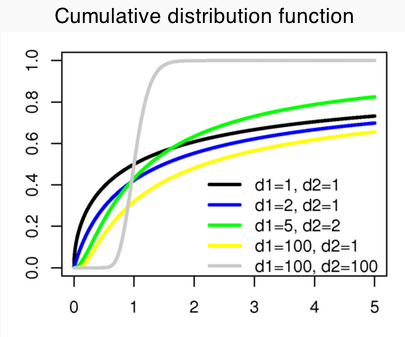 Cumulative distribution function
1.0
0.8
0.6
0.4
0.2
0.0
d1=1, d2=1
d1=2, d2=1
d1=5, d2=2
d1=100, d2=1
d1=100, d2=100
0 1 2 3 4 5